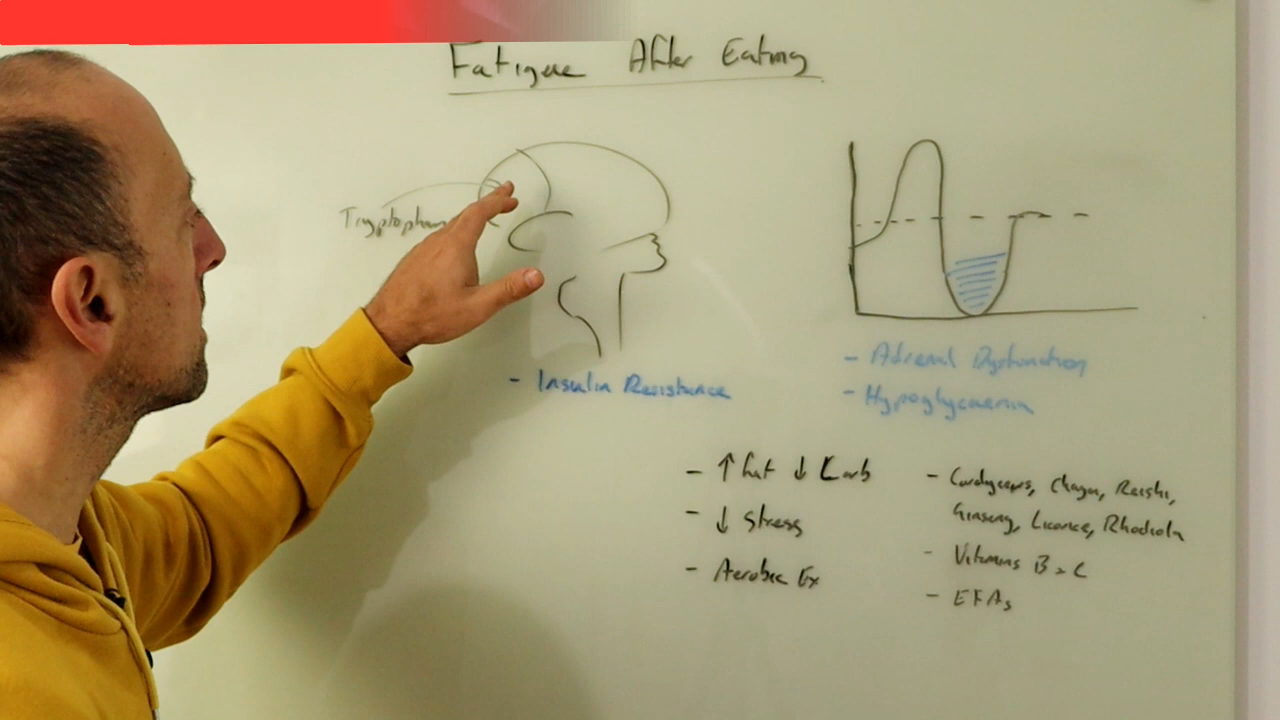 Fatigue After Eating
Tryptophan
- Insulin Resistance
- Adrenal Dysfunction
- Hypoglycaemia
- ↑ Fat ↓ Carb
- ↓ Stress
- Aerobic Ex
- Cordyceps, Chaga, Reishi,
Ginseng, Licorice, Rhodiola
- Vitamins B > C
- EFAs